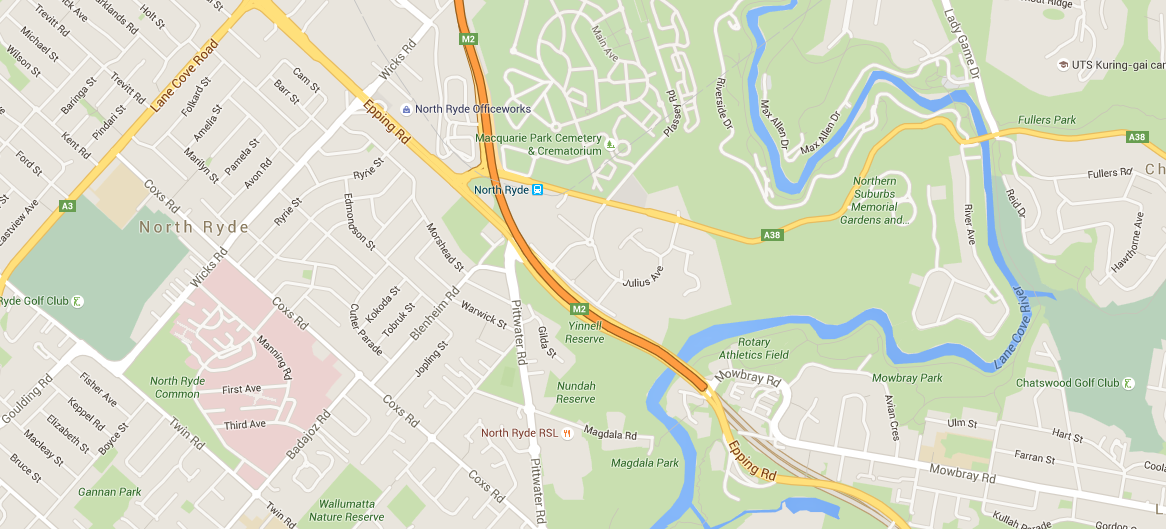 Holt St
Michael St
Wilson St
Trevitt Rd
Baringa St
Pindari St
Kent Rd
Ford St
Eastview Ave
A3
Lane Cove Road
Folkard St
Amelia St
Marilyn St
Pamela St
Avon Rd
Cam St
Barr St
Wicks Rd
Epping Rd
M2
North Ryde Officeworks
Macquarie Park Cemetery
& Crematorium
Main Ave
Plassey Rd
Riverside Dr
Max Allen Dr
Max Allen Dr
Lady Game Dr
UTS Kuring-gai
Fullers Park
A38
Fullers Rd
Reid Dr
Hawthorne Ave
River Ave
Northern
Suburbs
Memorial
Gardens and...
A38
North Ryde
Julius Ave
Coxs Rd
North Ryde
Ryrie St
Ryrie St
Edmondson St
Morshead St
Wicks Rd
Ryde Golf Club
Coxs Rd
Kokoda St
Tobruk St
Cutler Parade
Blenheim Rd
Warwick St
Jopling St
Pittwater Rd
Gilda St
M2
Yinnell
Reserve
Rotary
Athletics Field
Lane Cove River
Mowbray Rd
Mowbray Park
Chatswood Golf Club
Manning Rd
First Ave
Third Ave
North Ryde
Common
Goulding Rd
Fisher Ave
Keppel Rd
Elizabeth St
Boyce St
Macleay St
Bruce St
Twin Rd
Badajoz Rd
Coxs Rd
Nundah
Reserve
North Ryde RSL
Magdala Rd
Magdala Park
Epping Rd
Avian Cres
Ulm St
Hart St
Farran St
Mowbray Rd
Gannan Park
Twin Rd
Wallumatta
Nature Reserve
Coxs Rd
Pittwater Rd
Kullah Parade
Gordon